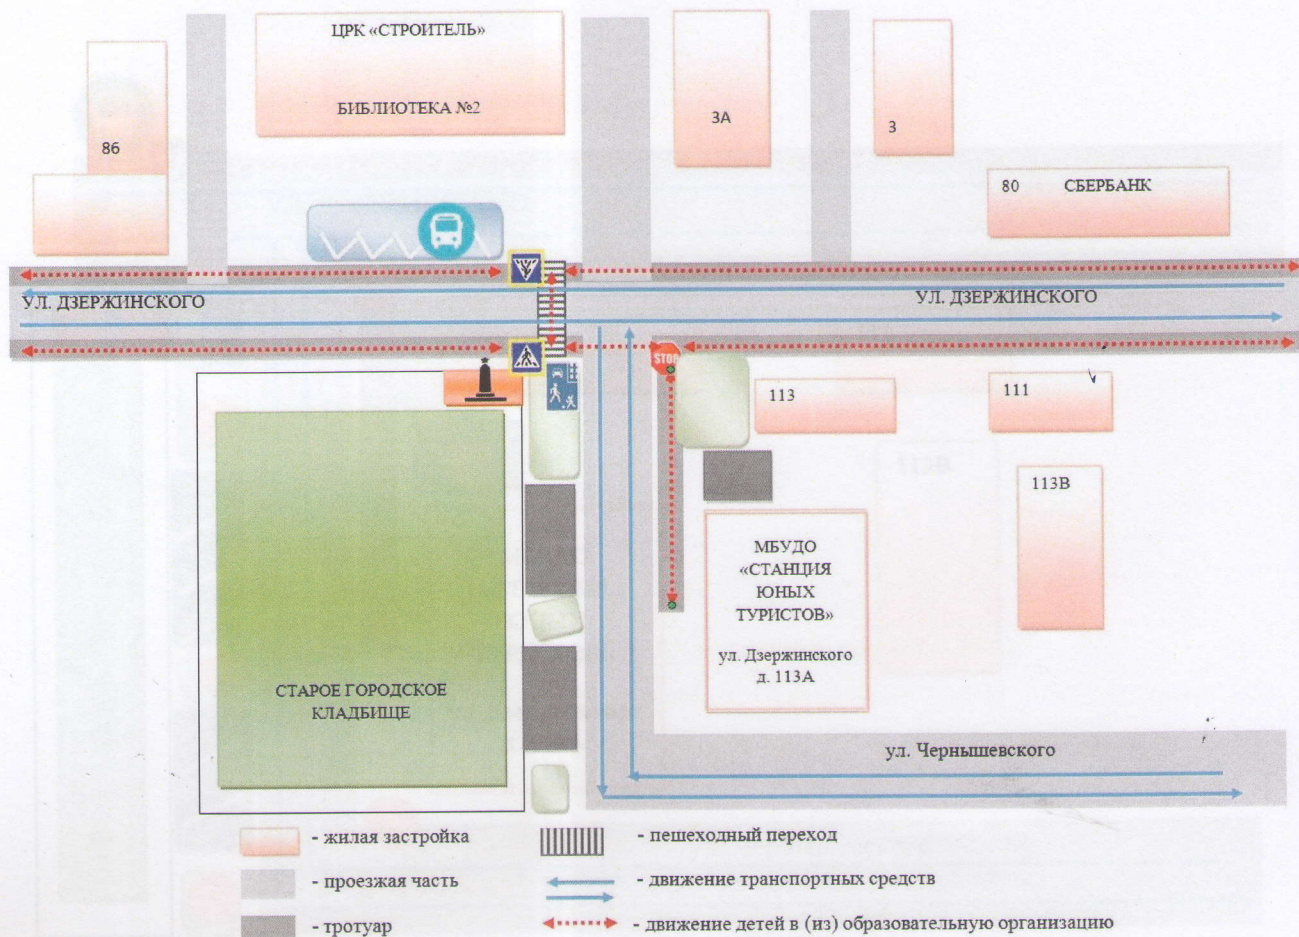 ЦРК «СТРОИТЕЛЬ»
БИБЛИОТЕКА №2
86
3А
3
80 СБЕРБАНК
УЛ. ДЗЕРЖИНСКОГО
УЛ. ДЗЕРЖИНСКОГО
STOP
113
111
113В
МБУДО
«СТАНЦИЯ
ЮНЫХ
ТУРИСТОВ»
ул. Дзержинского
д. 113А
СТАРОЕ ГОРОДСКОЕ
КЛАДБИЩЕ
ул. Чернышевского
- жилая застройка
- пешеходный переход
- проезжая часть
- движение транспортных средств
- тротуар
- движение детей в (из) образовательную организацию